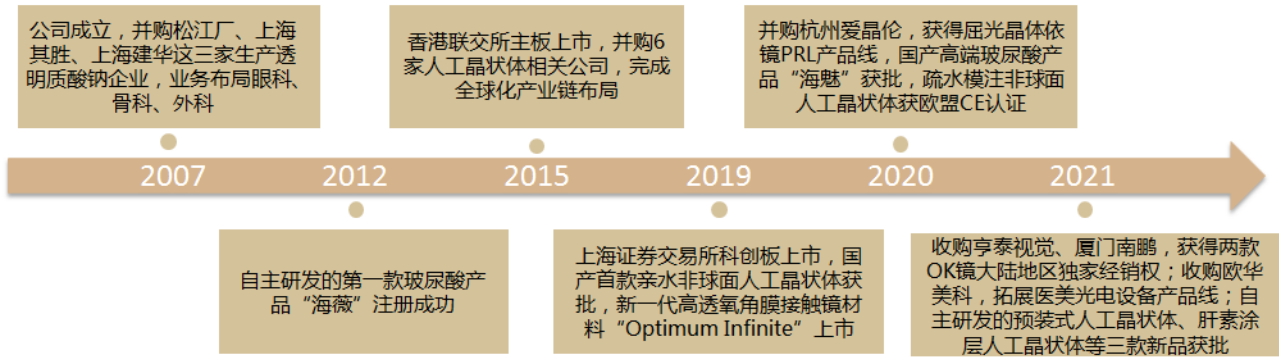 公司成立，并购松江厂、上海
其胜、上海建华这三家生产透
明质酸钠企业，业务布局眼科、
骨科、外科
香港联交所主板上市，并购6
家人工晶状体相关公司，完成
全球化产业链布局
并购杭州爱晶伦，获得屈光晶体依
镜PRL产品线，国产高端玻尿酸产
品“海魅”获批，疏水模注非球面
人工晶状体获欧盟CE认证
2007
2012
2015
2019
2020
2021
自主研发的第一款玻尿酸产
品“海薇”注册成功
上海证券交易所科创板上市，国
产首款亲水非球面人工晶状体获
批，新一代高透氧角膜接触镜材
料“Optimum Infinite”上市
收购亨泰视觉、厦门南鹏，获得两款
OK镜大陆地区独家经销权；收购欧华
美科，拓展医美光电设备产品线；自
主研发的预装式人工晶状体、肝素涂
层人工晶状体等三款新品获批